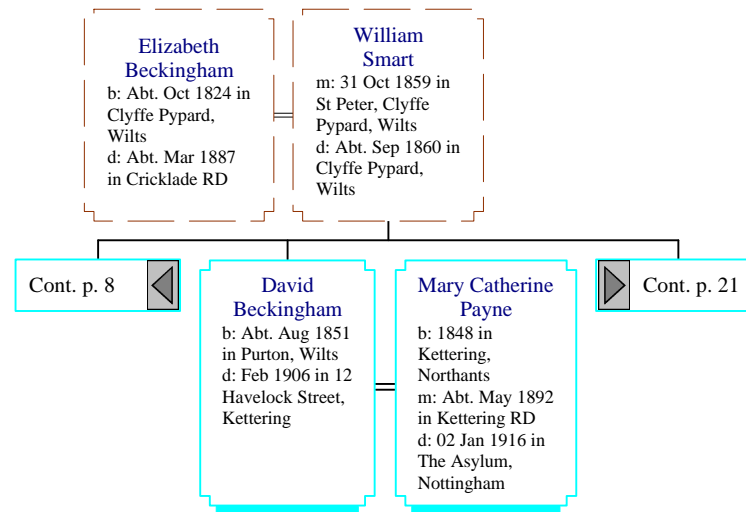 Elizabeth
Beckingham
b: Abt. Oct 1824 in
Clyffe Pypard,
Wilts
d: Abt. Mar 1887
in Cricklade RD
William
Smart
m: 31 Oct 1859 in
St Peter, Clyffe
Pypard, Wilts
d: Abt. Sep 1860 in
Clyffe Pypard,
Wilts
Cont. p. 8
David
Beckingham
b: Abt. Aug 1851
in Purton, Wilts
d: Feb 1906 in 12
Havelock Street,
Kettering
Mary Catherine
Payne
b: 1848 in
Kettering,
Northants
m: Abt. May 1892
in Kettering RD
d: 02 Jan 1916 in
The Asylum,
Nottingham
Cont. p. 21